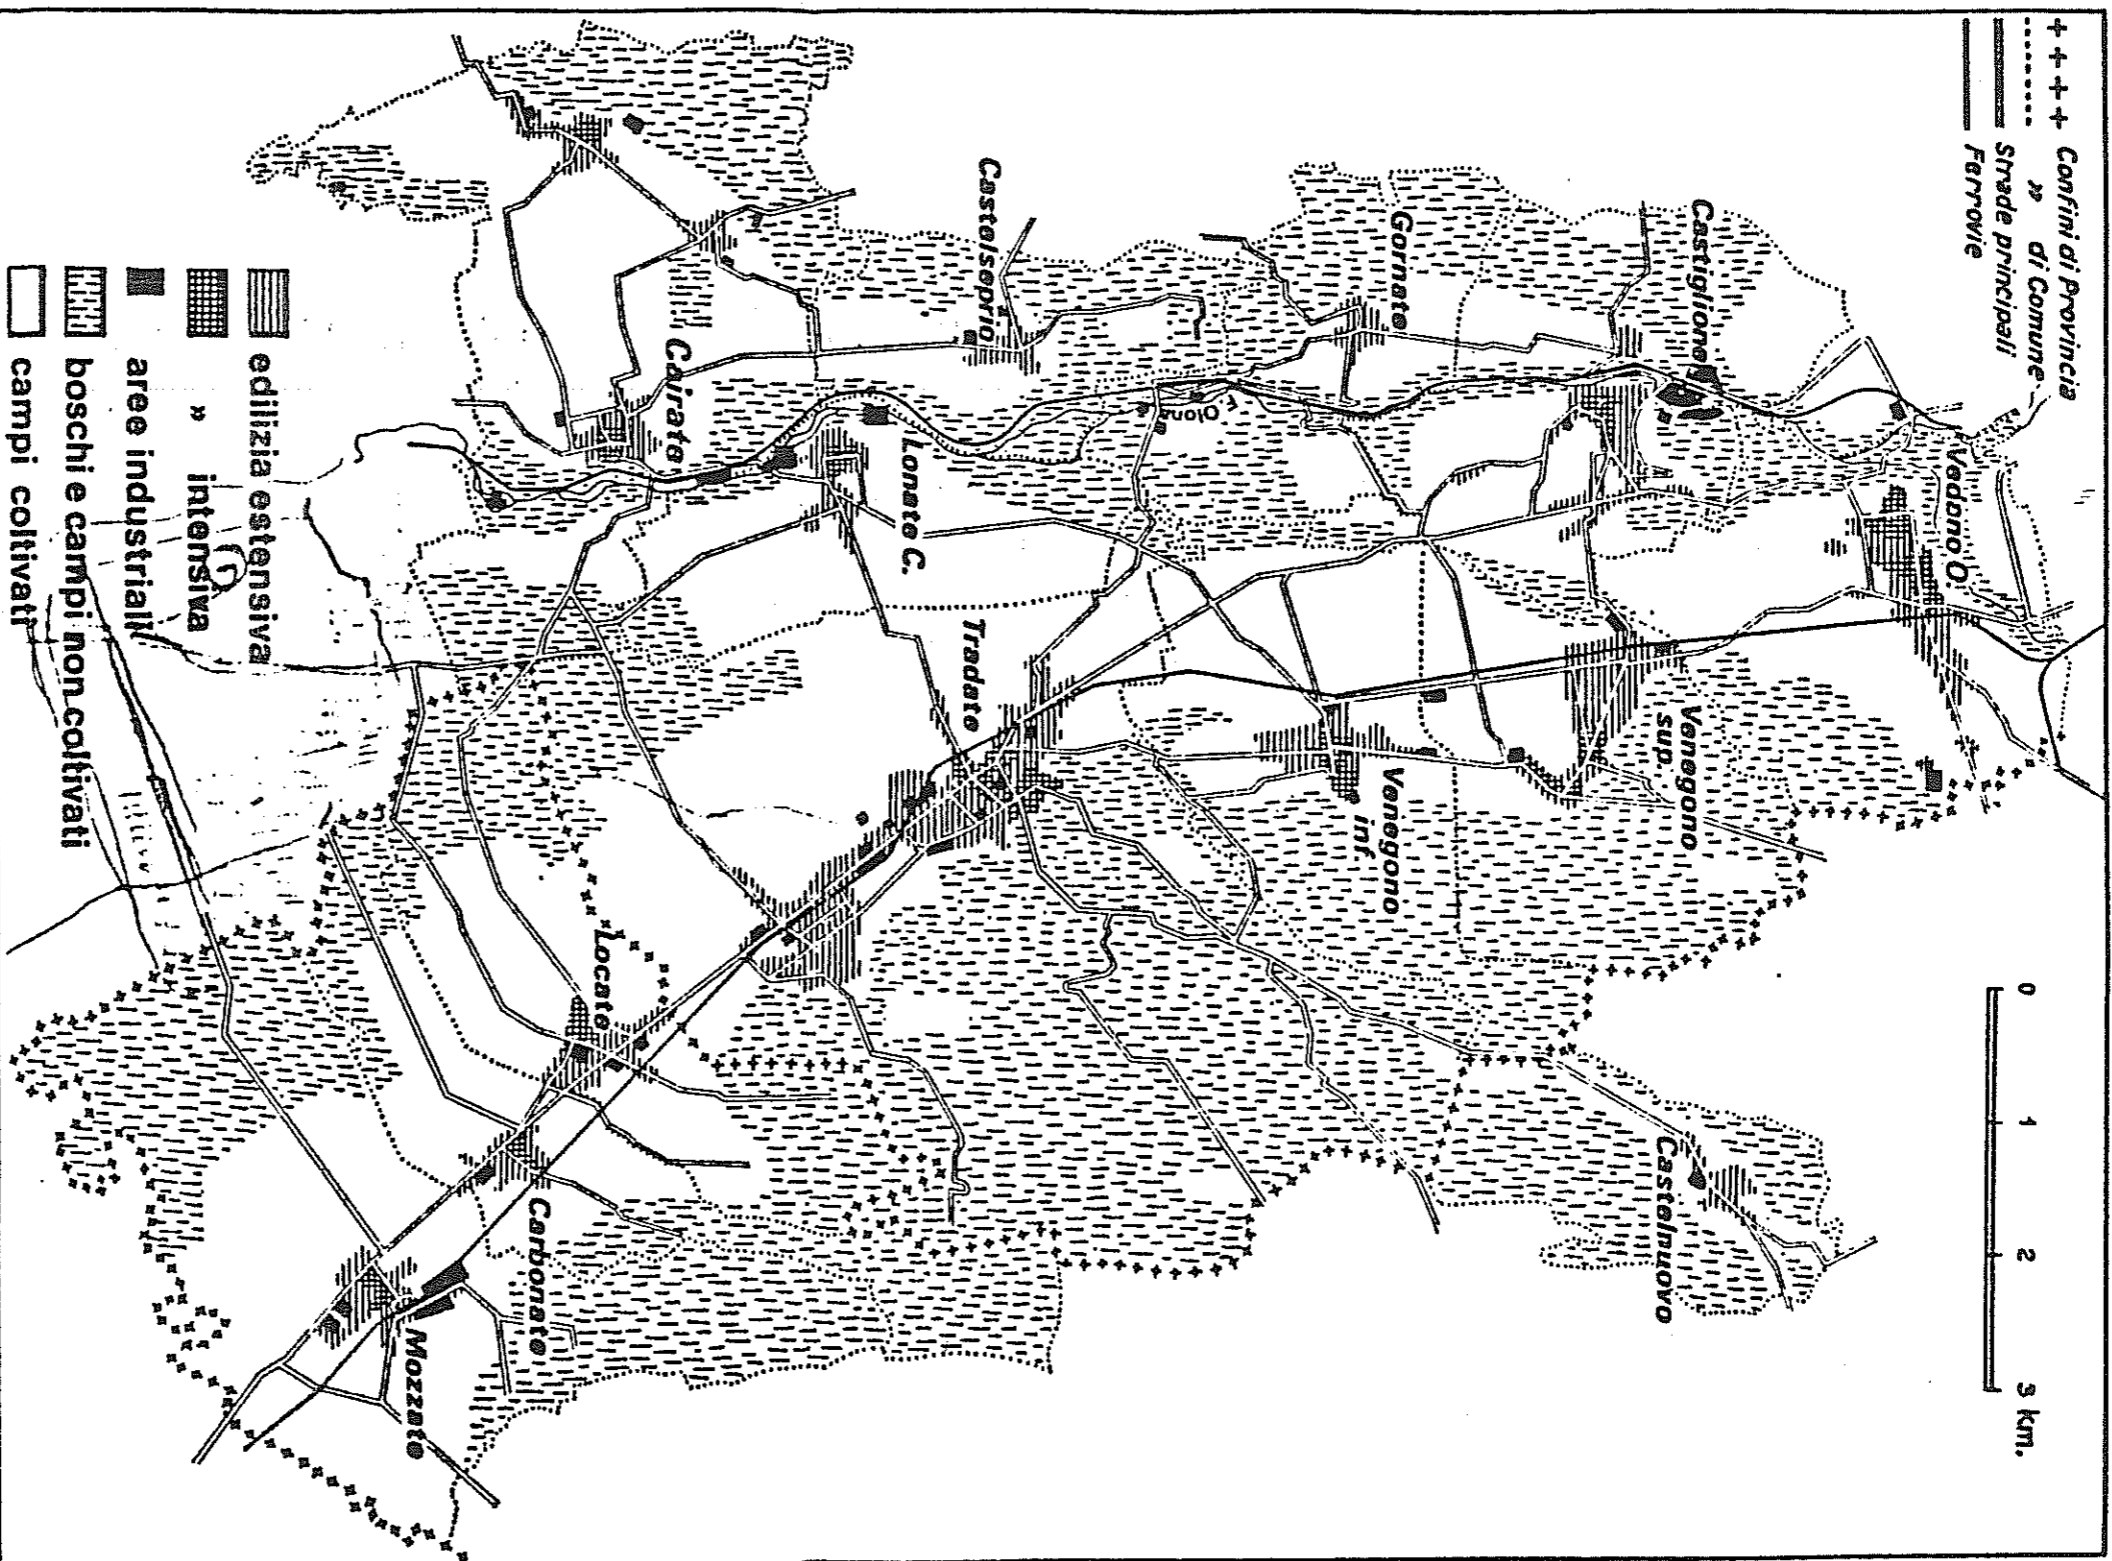 ++++ Confini di Provincia
------ » di Comune
Strade principali
Ferrovie
0 1 2 3 km.
Vedano O.
Castiglione
Gornate
Castelseprio
Venegono
sup.
Castelnuovo
Venegono
inf.
F. Olona
Lonate C.
Tradate
Cairate
Locate
Carbonate
Mozzate
edilizia estensiva
» intensiva
aree industriali
boschi e campi non coltivati
campi coltivati